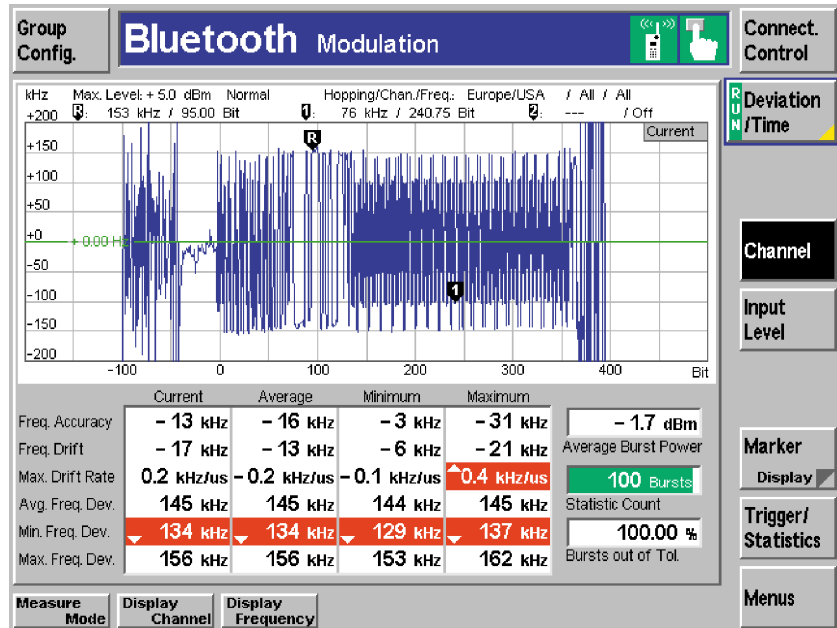 Group Config.
Bluetooth Modulation
Connect. Control
kHz Max. Level: + 5.0 dBm Normal Hopping/Chan./Freq.: Europe/USA / All / All
+200 R: 153 kHz / 95.00 Bit 1: 76 kHz / 240.75 Bit 2: --- / Off
RUN
Deviation /Time
Current
R
+150
+100
+50
+0
+ 0.00 Hz
-50
-100
1
-150
-200
-100 0 100 200 300 400 Bit
Channel
Input Level
Current Average Minimum Maximum
Freq. Accuracy – 13 kHz – 16 kHz – 3 kHz – 31 kHz
– 1.7 dBm
Average Burst Power
Freq. Drift – 17 kHz – 13 kHz – 6 kHz – 21 kHz
Max. Drift Rate 0.2 kHz/us – 0.2 kHz/us – 0.1 kHz/us 0.4 kHz/us
100 Bursts
Statistic Count
Avg. Freq. Dev. 145 kHz 145 kHz 144 kHz 145 kHz
Min. Freq. Dev. 134 kHz 134 kHz 129 kHz 137 kHz
100.00 %
Bursts out of Tol.
Max. Freq. Dev. 156 kHz 156 kHz 153 kHz 162 kHz
Marker
Display
Trigger/ Statistics
Menus
Measure Mode
Display Channel
Display Frequency